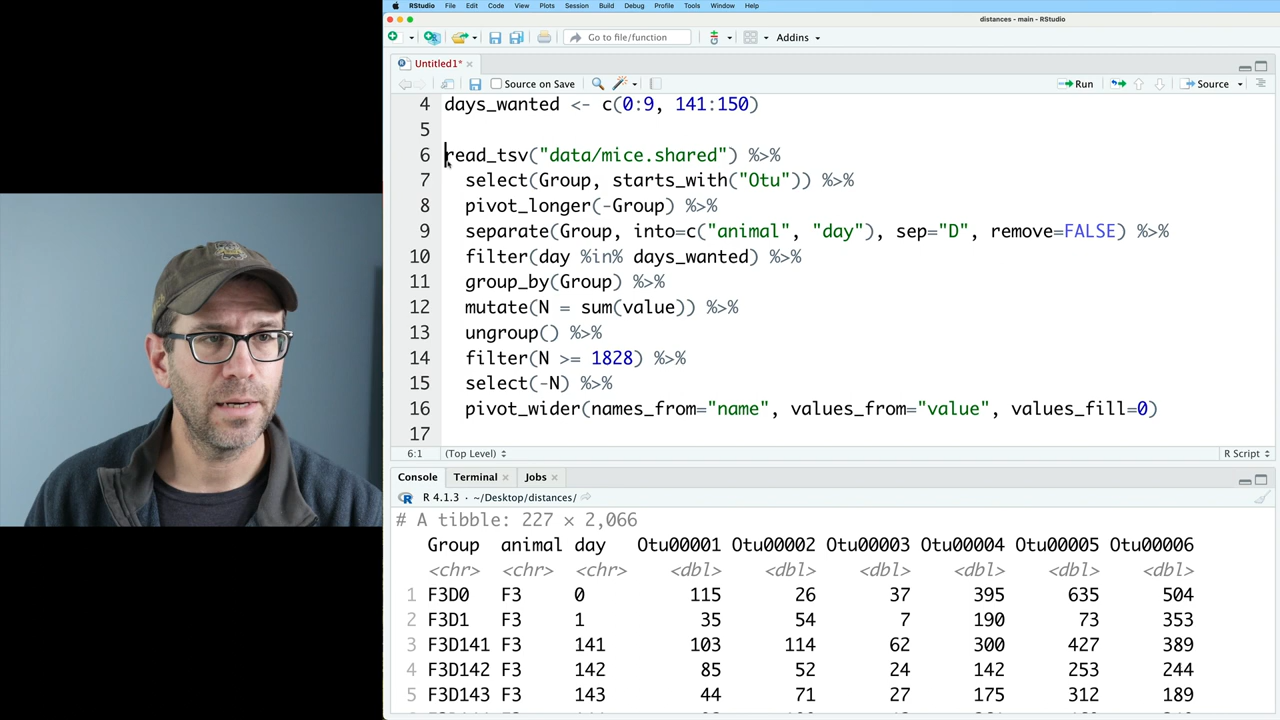 RStudio File Edit Code View Plots Session Build Debug Profile Tools Window Help
distances - main - RStudio
Go to file/function Addins
Untitled1*
Source on Save Run Source
4 days_wanted <- c(0:9, 141:150)
5
6 read_tsv("data/mice.shared") %>%
7 select(Group, starts_with("Otu")) %>%
8 pivot_longer(-Group) %>%
9 separate(Group, into=c("animal", "day"), sep="D", remove=FALSE) %>%
10 filter(day %in% days_wanted) %>%
11 group_by(Group) %>%
12 mutate(N = sum(value)) %>%
13 ungroup() %>%
14 filter(N >= 1828) %>%
15 select(-N) %>%
16 pivot_wider(names_from="name", values_from="value", values_fill=0)
17
6:1 (Top Level) R Script
Console Terminal Jobs
R 4.1.3 · ~/Desktop/distances/
# A tibble: 227 × 2,066
Group animal day Otu00001 Otu00002 Otu00003 Otu00004 Otu00005 Otu00006
<chr> <chr> <chr> <dbl> <dbl> <dbl> <dbl> <dbl> <dbl>
1 F3D0 F3 0 115 26 37 395 635 504
2 F3D1 F3 1 35 54 7 190 73 353
3 F3D141 F3 141 103 114 62 300 427 389
4 F3D142 F3 142 85 52 24 142 253 244
5 F3D143 F3 143 44 71 27 175 312 189